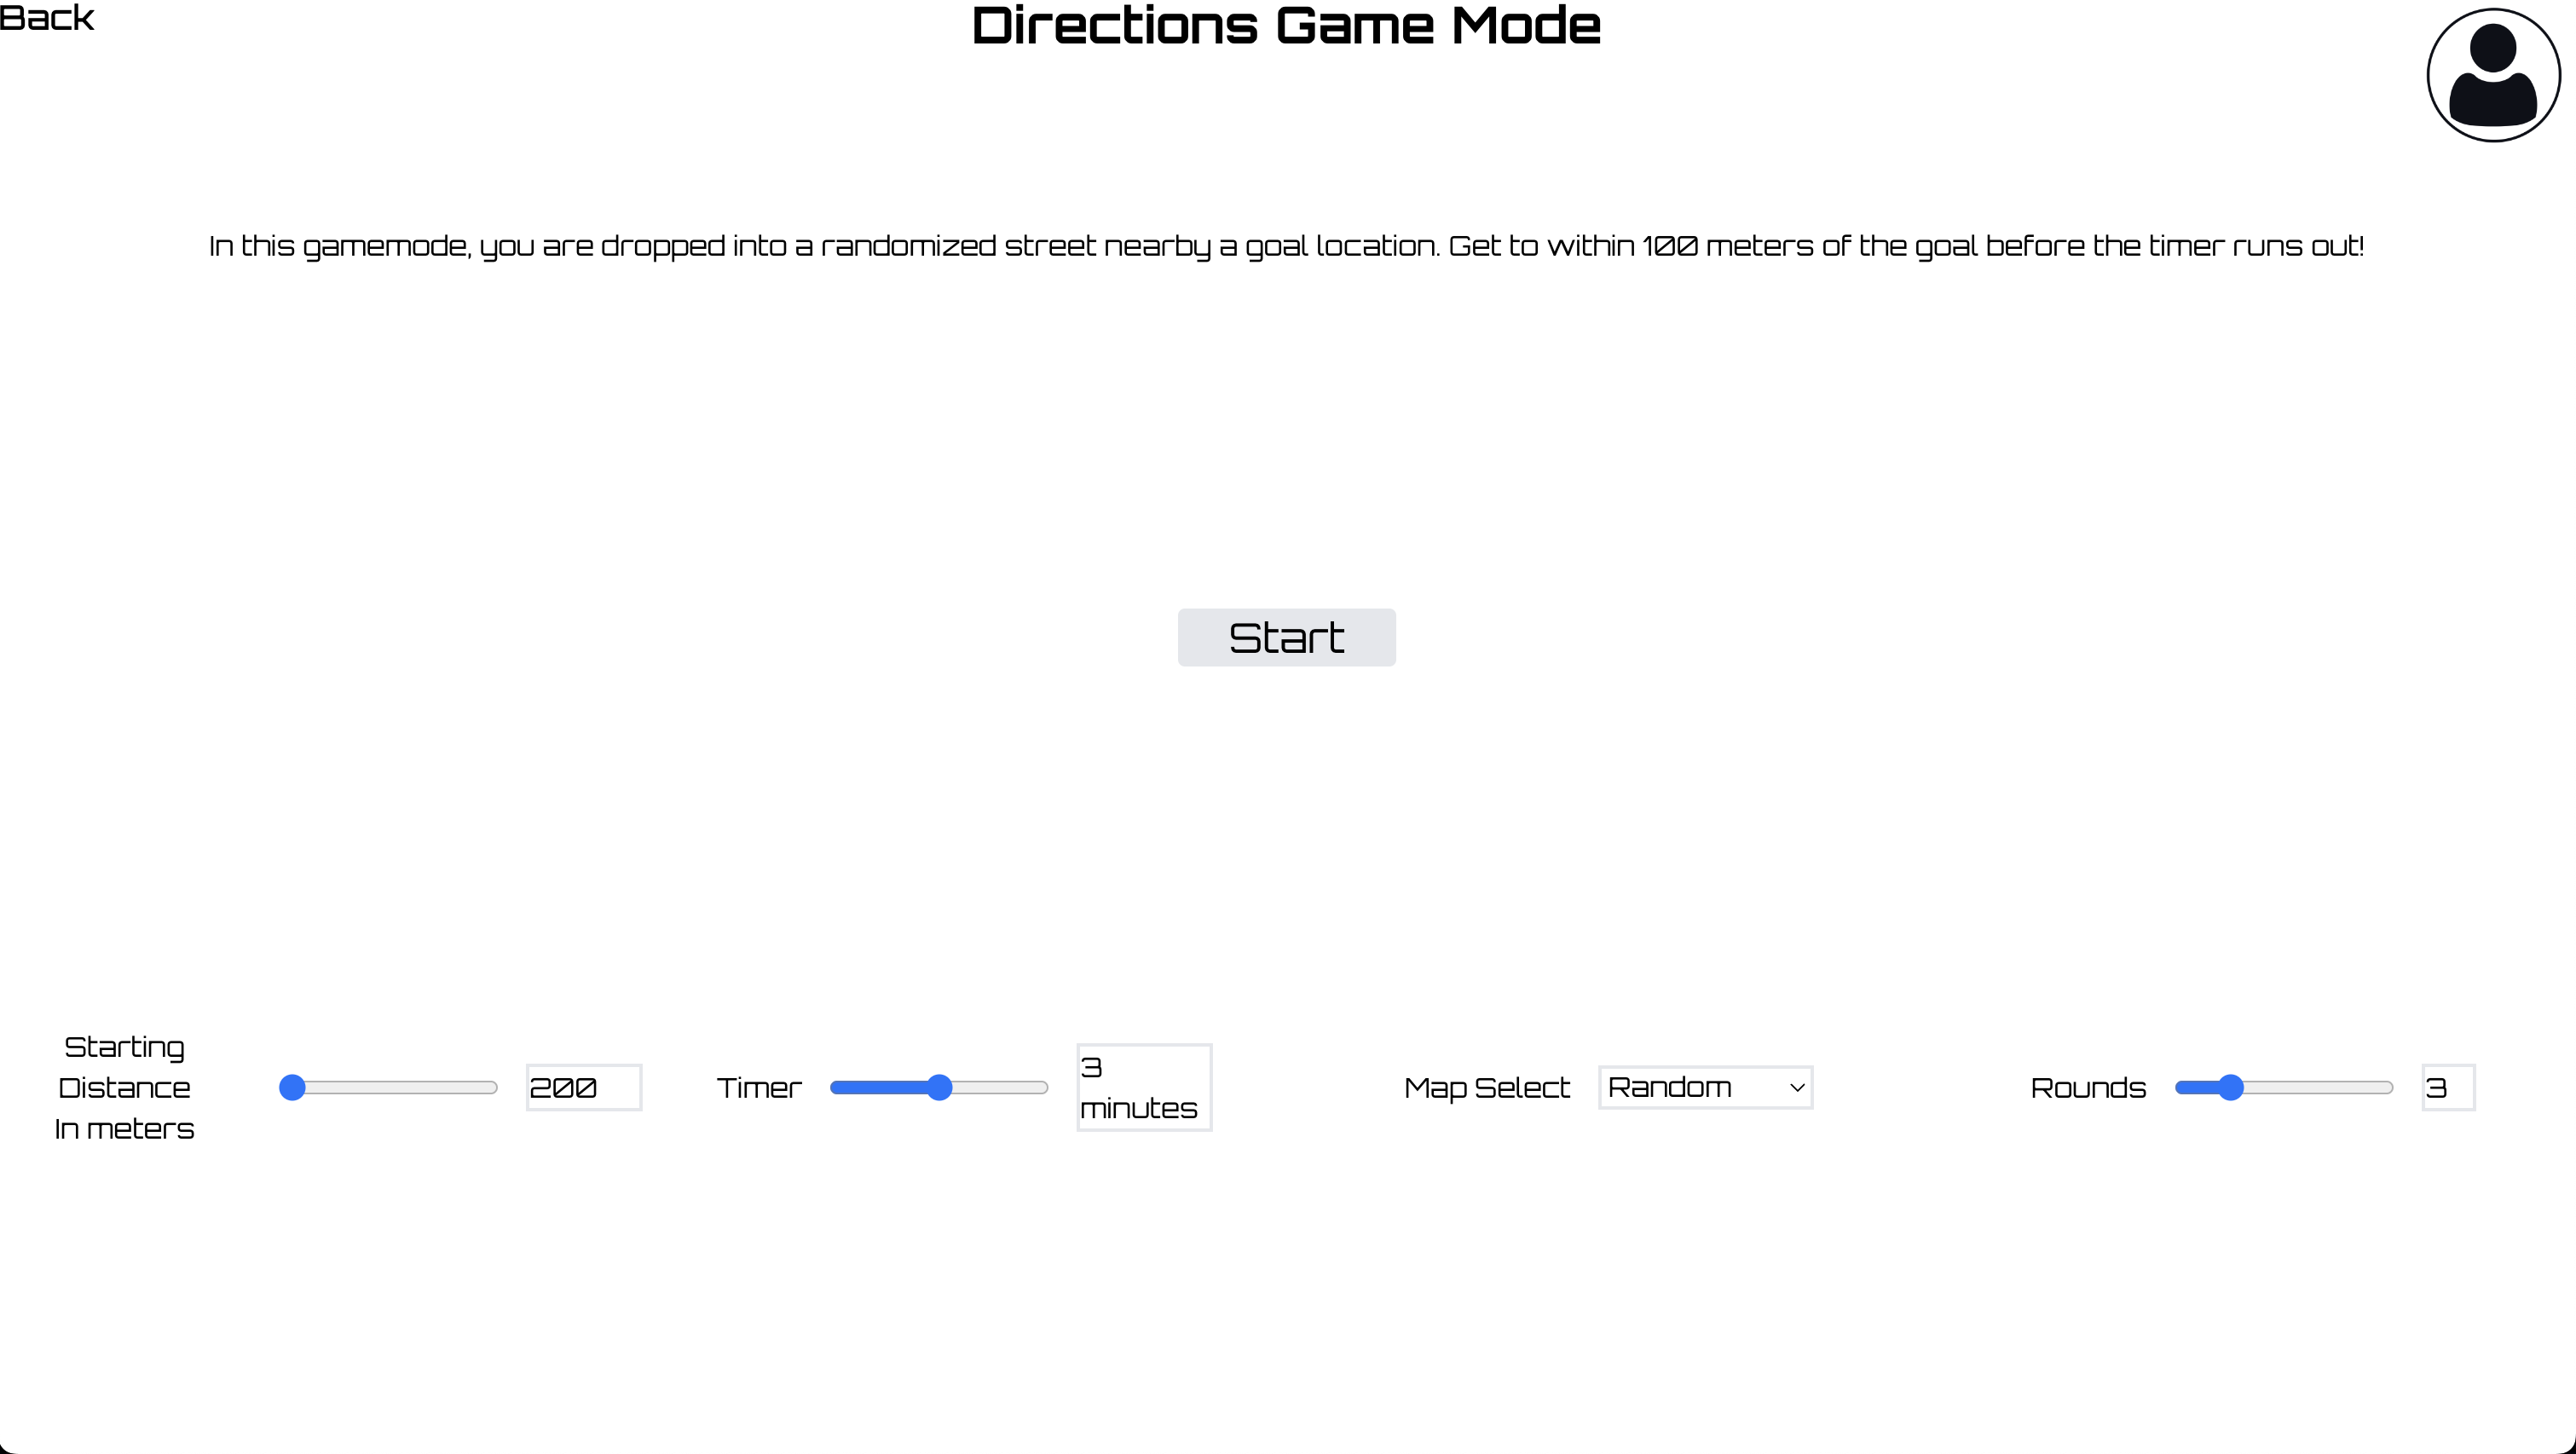 Back
Directions Game Mode
In this gamemode, you are dropped into a randomized street nearby a goal location. Get to within 100 meters of the goal before the timer runs out!
Start
Starting
Distance
In meters
200
Timer
3
minutes
Map Select
Random
Rounds
3